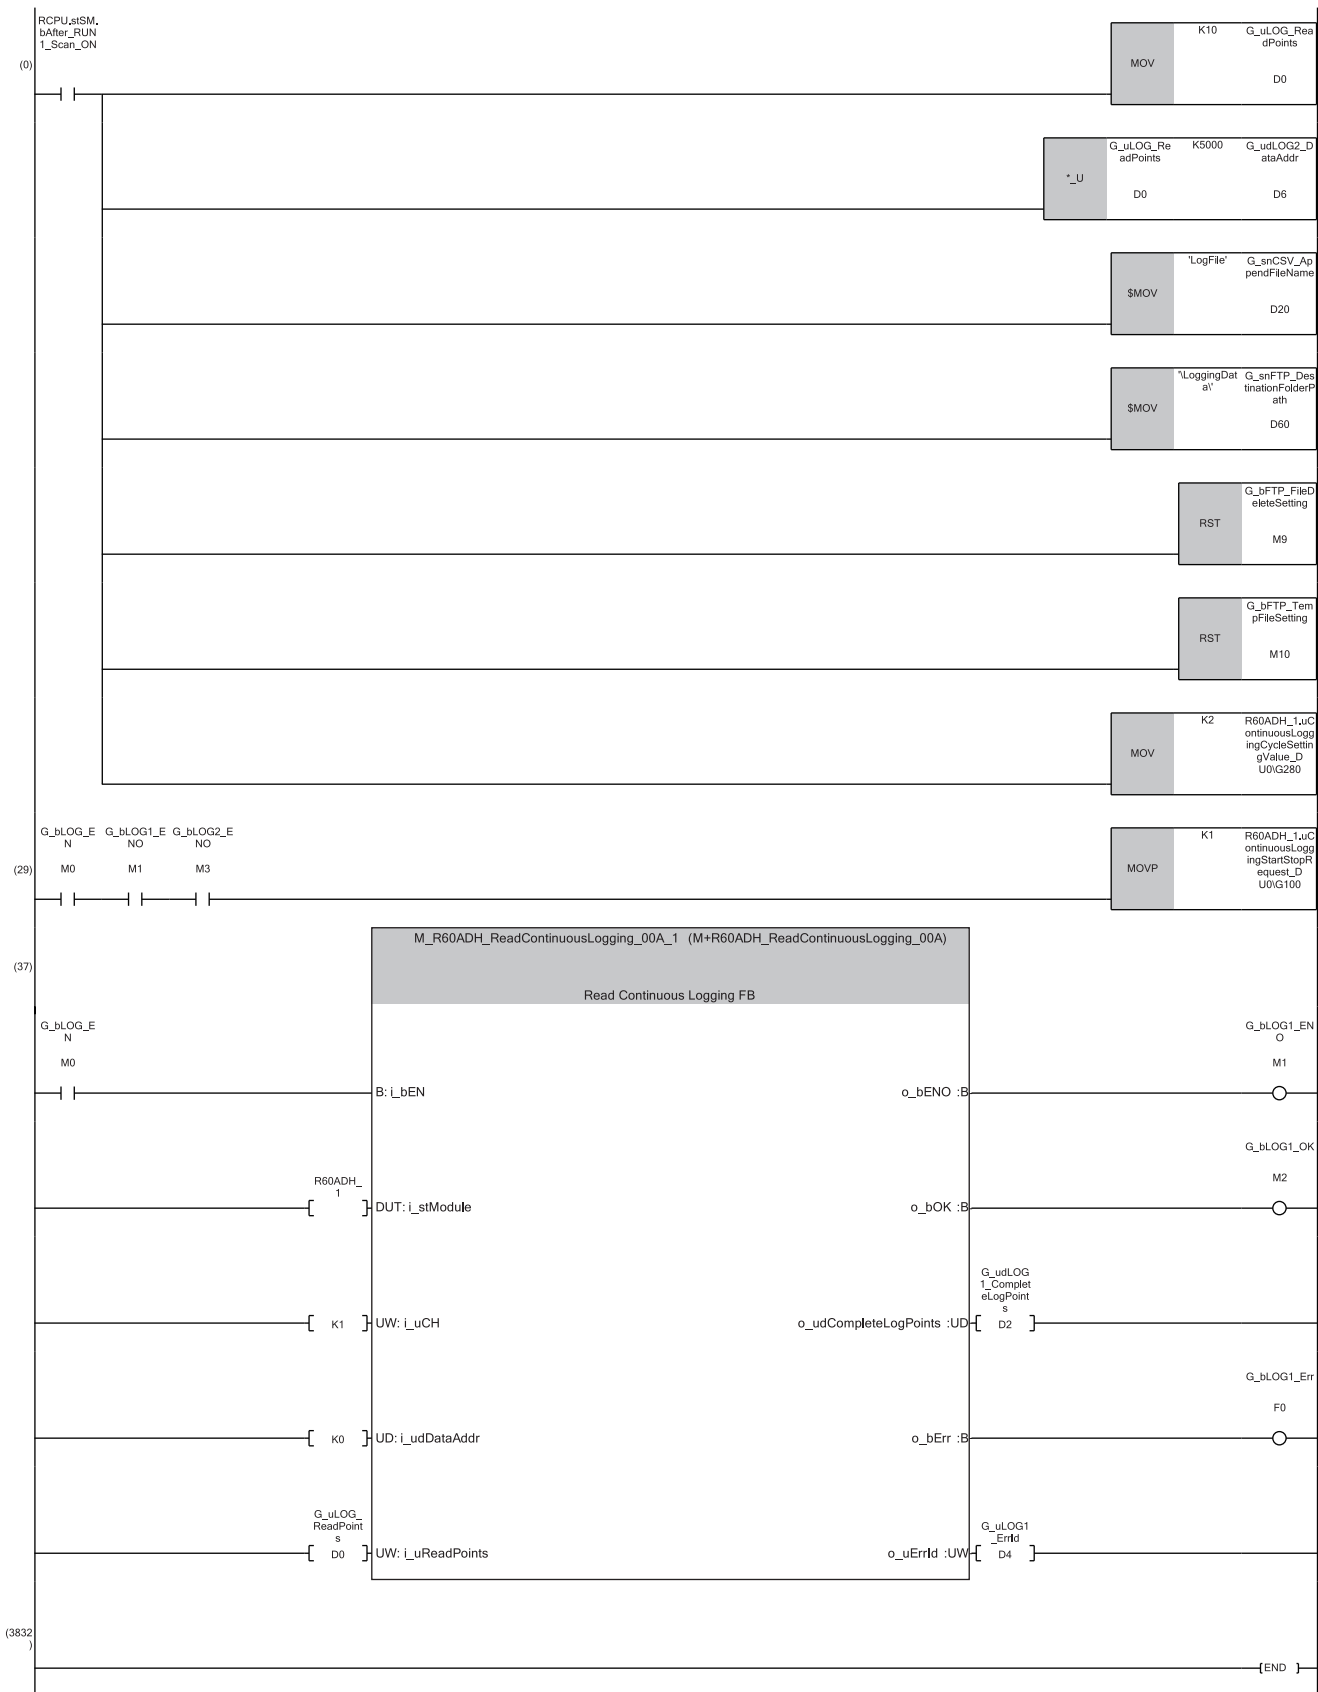 RCPU.stSM.
bAfter_RUN
1_Scan_ON
(0)
MOV
K10
G_uLOG_Rea
dPoints
D0
*_U
G_uLOG_Re
adPoints
D0
K5000
G_udLOG2_D
ataAddr
D6
$MOV
'LogFile'
G_snCSV_Ap
pendFileName
D20
$MOV
'\LoggingDat
a\'
G_snFTP_Des
tinationFolderP
ath
D60
RST
G_bFTP_FileD
eleteSetting
M9
RST
G_bFTP_Tem
pFileSetting
M10
MOV
K2
R60ADH_1.uC
ontinuousLogg
ingCycleSettin
gValue_D
U0\G280
(29)
G_bLOG_E
N
M0
G_bLOG1_E
NO
M1
G_bLOG2_E
NO
M3
MOVP
K1
R60ADH_1.uC
ontinuousLogg
ingStartStopR
equest_D
U0\G100
(37)
M_R60ADH_ReadContinuousLogging_00A_1 (M+R60ADH_ReadContinuousLogging_00A)
Read Continuous Logging FB
G_bLOG_E
N
M0
B: i_bEN
o_bENO :B
G_bLOG1_EN
O
M1
R60ADH_
1
DUT: i_stModule
o_bOK :B
G_bLOG1_OK
M2
K1
UW: i_uCH
o_udCompleteLogPoints :UD
G_udLOG
1_Complet
eLogPoint
s
D2
K0
UD: i_udDataAddr
o_bErr :B
G_bLOG1_Err
F0
G_uLOG_
ReadPoint
s
D0
UW: i_uReadPoints
o_uErrId :UW
G_uLOG1
_ErrId
D4
(3832
)
END